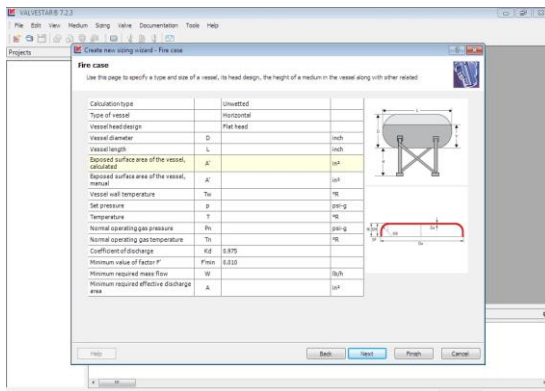 VALVESTAR® 7.2.3
File Edit View Medium Sizing Valve Documentation Tools Help
Projects
Create new sizing wizard - Fire case
Fire case
Use this page to specify a type and size of a vessel, its head design, the height of a medium in the vessel along with other related
Calculation type Unwetted
Type of vessel Horizontal
Vessel head design Flat head
Vessel diameter D inch
Vessel length L inch
Exposed surface area of the vessel, calculated A' in²
Exposed surface area of the vessel, manual A' in²
Vessel wall temperature Tw °R
Set pressure p psi-g
Temperature T °R
Normal operating gas pressure Pn psi-g
Normal operating gas temperature Tn °R
Coefficient of discharge Kd 0.975
Minimum value of factor F' F'min 0.010
Minimum required mass flow W lb/h
Minimum required effective discharge area A in²
L
Help Back Next Finish Cancel